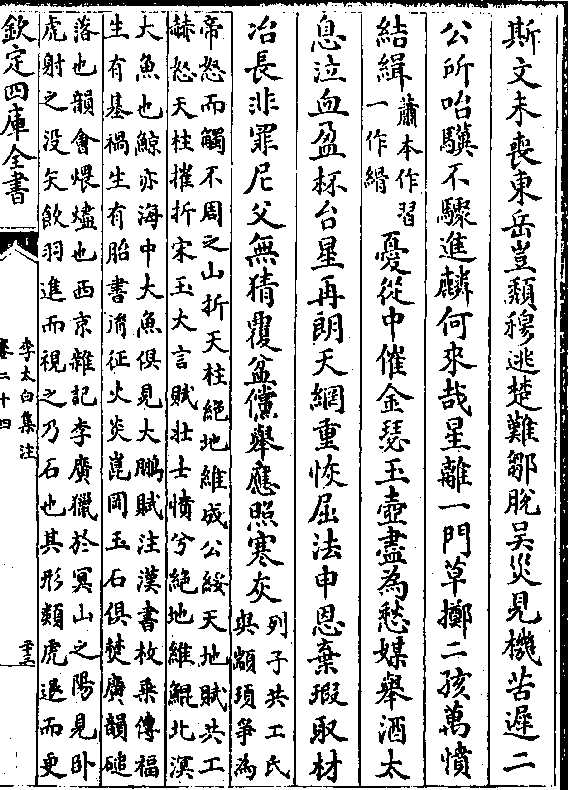 斯文未喪東岳豈頽穆逃楚難鄒脫吳災見機苦遲二
公所咍驥不驟進麟何來哉星離一門草擲二孩萬憤
結緝
蕭本作習
一作緡
憂從中催金瑟玉壺盡為愁媒舉酒太
息泣血盈杯台星再朗天網重恢屈法申恩棄瑕取材
冶長非罪尼父無猜覆盆儻舉應照寒灰
列子共工氏
與顓頊爭為
帝怒而觸不周之山折天柱絕地維成公綏天地賦共工
赫怒天柱摧折宋玉大言賦壯士憤兮絕地維鯤北溟
大魚也鯨亦海中大魚俱見大鵬賦注漢書枚乘傳福
生有基禍生有胎書𦙍征火炎崑岡玉石俱焚廣韻磓
落也韻會煨燼也西京雜記李廣獵於冥山之陽見卧
虎射之没矢飲羽進而視之乃石也其形類虎退而更
欽定四庫全書
李太白集注
卷二十四